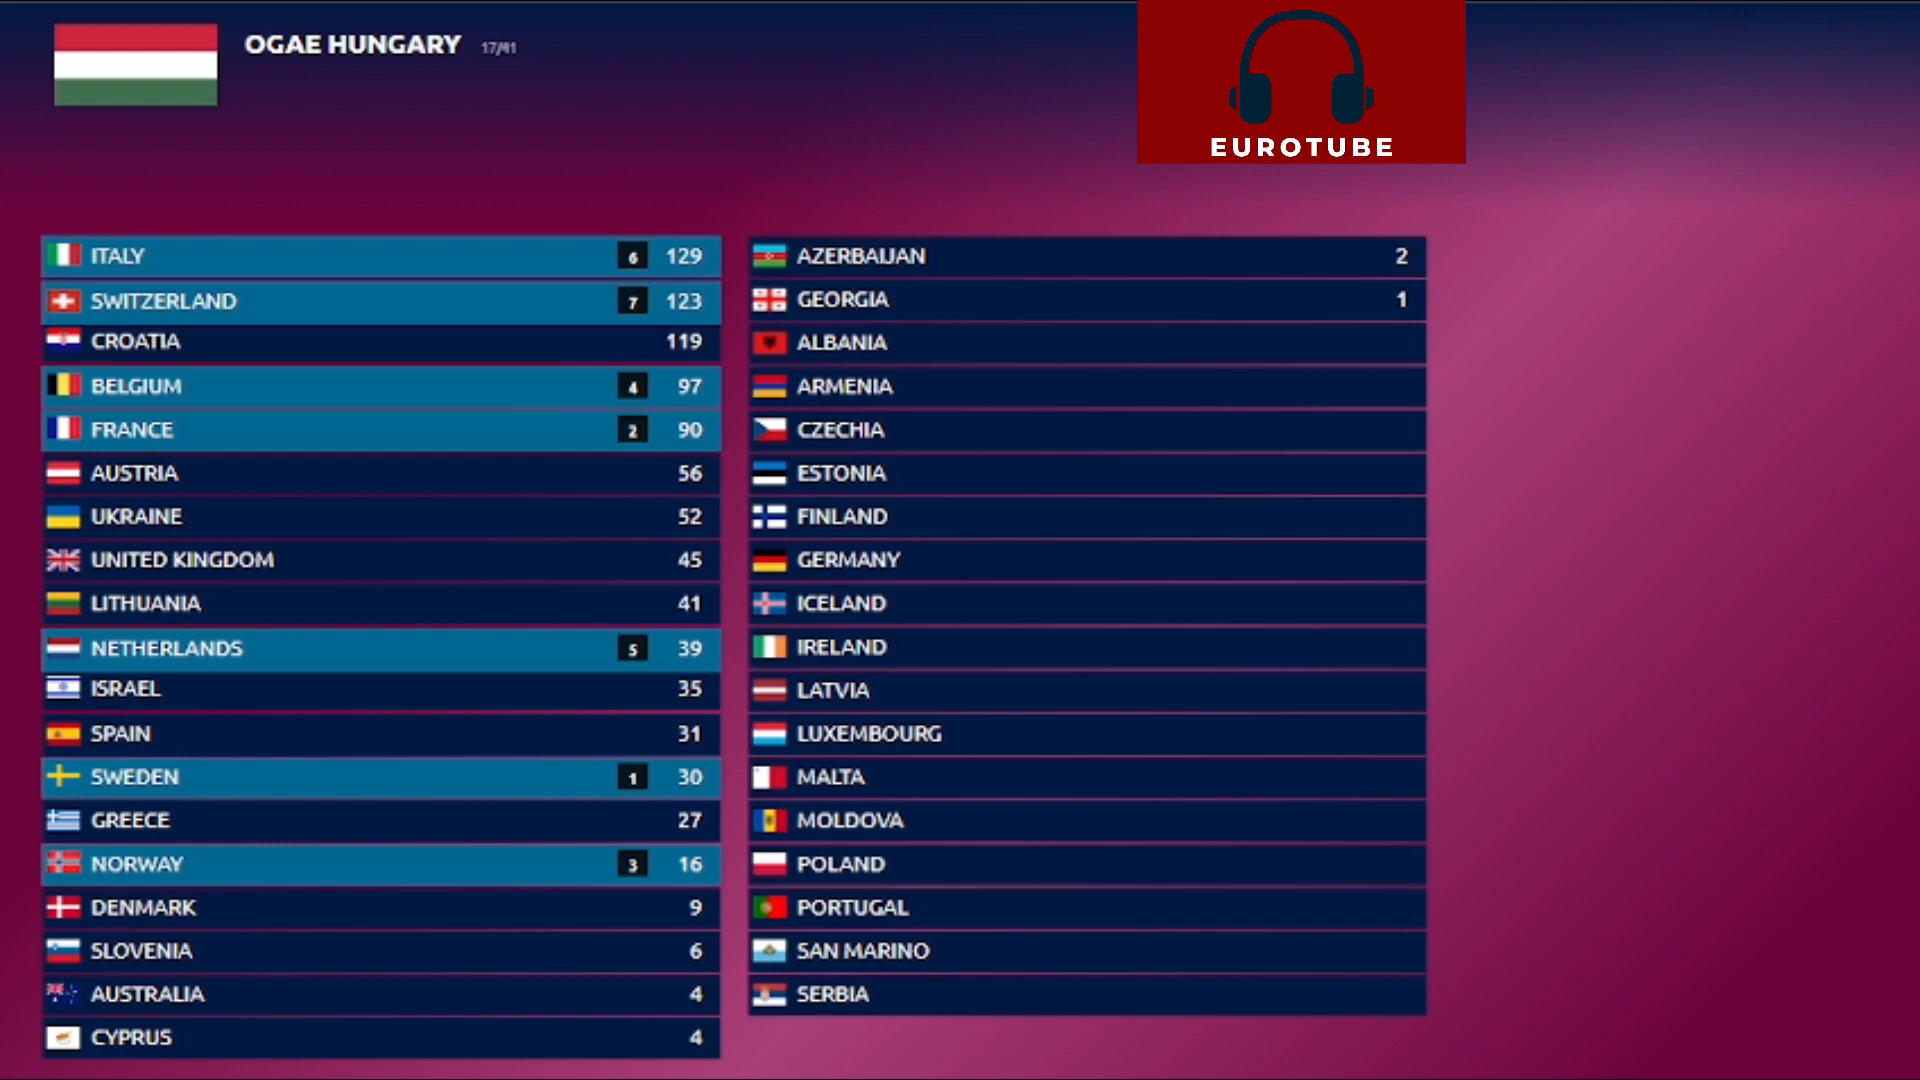 OGAE HUNGARY 17/41
EUROTUBE
ITALY 6 129
SWITZERLAND 7 123
CROATIA 119
BELGIUM 4 97
FRANCE 2 90
AUSTRIA 56
UKRAINE 52
UNITED KINGDOM 45
LITHUANIA 41
NETHERLANDS 5 39
ISRAEL 35
SPAIN 31
SWEDEN 1 30
GREECE 27
NORWAY 3 16
DENMARK 9
SLOVENIA 6
AUSTRALIA 4
CYPRUS 4
AZERBAIJAN 2
GEORGIA 1
ALBANIA
ARMENIA
CZECHIA
ESTONIA
FINLAND
GERMANY
ICELAND
IRELAND
LATVIA
LUXEMBOURG
MALTA
MOLDOVA
POLAND
PORTUGAL
SAN MARINO
SERBIA